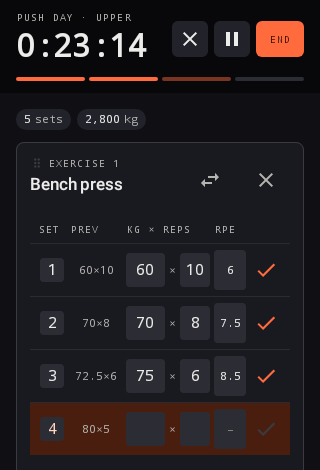 PUSH DAY · UPPER
0:23:14
END
5 sets 2,800 kg
EXERCISE 1
Bench press
SET PREV KG × REPS RPE
1 60×10 60 × 10 6
2 70×8 70 × 8 7.5
3 72.5×6 75 × 6 8.5
4 80×5 × –